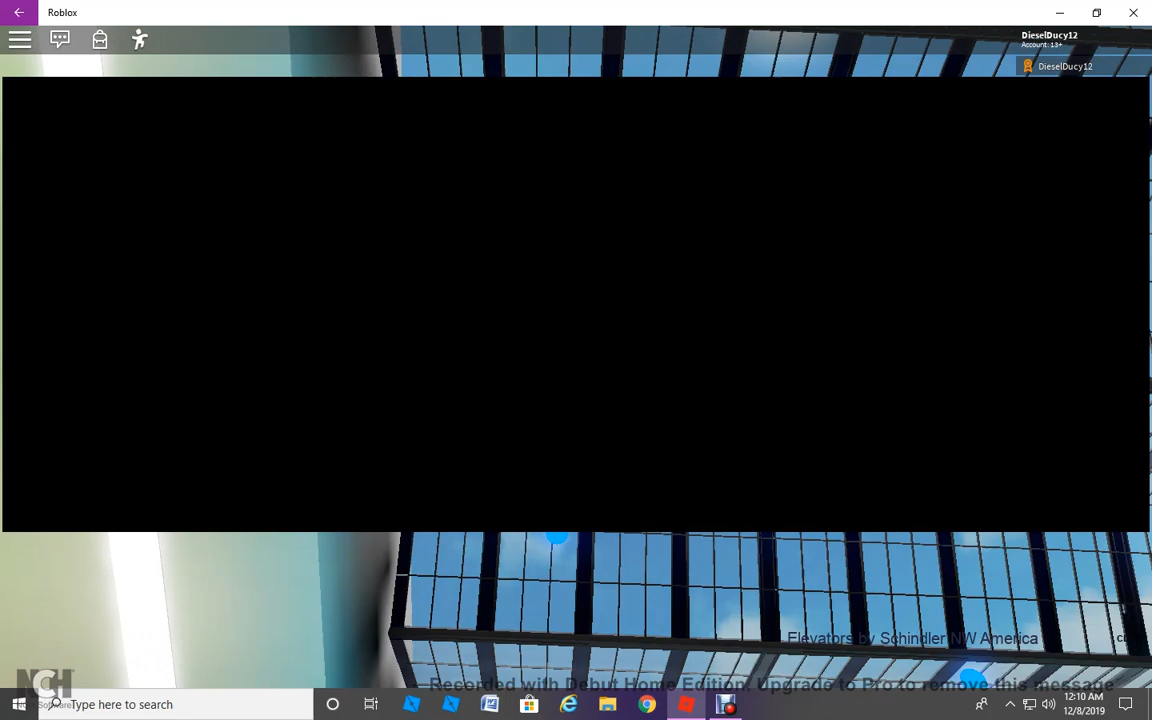 Roblox
DieselDucy12
Account: 13+
DieselDucy12
Elevators by Schindler NW America
Recorded with Debut Home Edition. Upgrade to Pro to remove this message
NCH
Type here to search
12:10 AM
12/8/2019